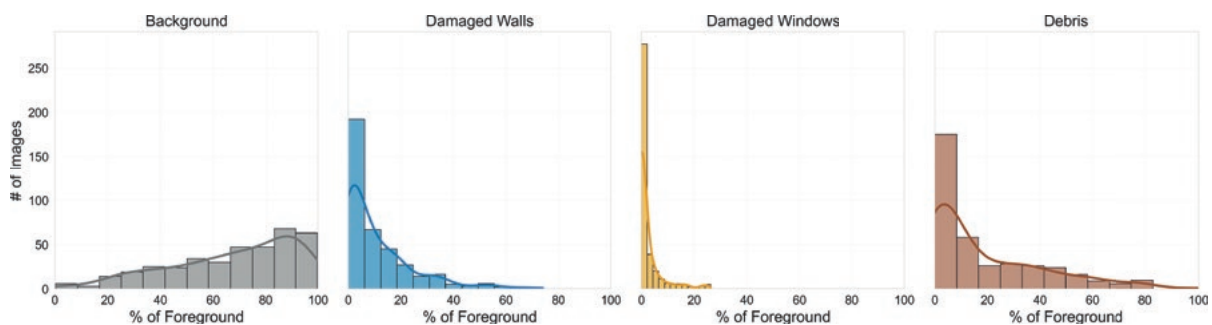 Background
Damaged Walls
Damaged Windows
Debris
# of Images
250
200
150
100
50
0
0 20 40 60 80 100
0 20 40 60 80 100
0 20 40 60 80 100
0 20 40 60 80 100
% of Foreground
% of Foreground
% of Foreground
% of Foreground